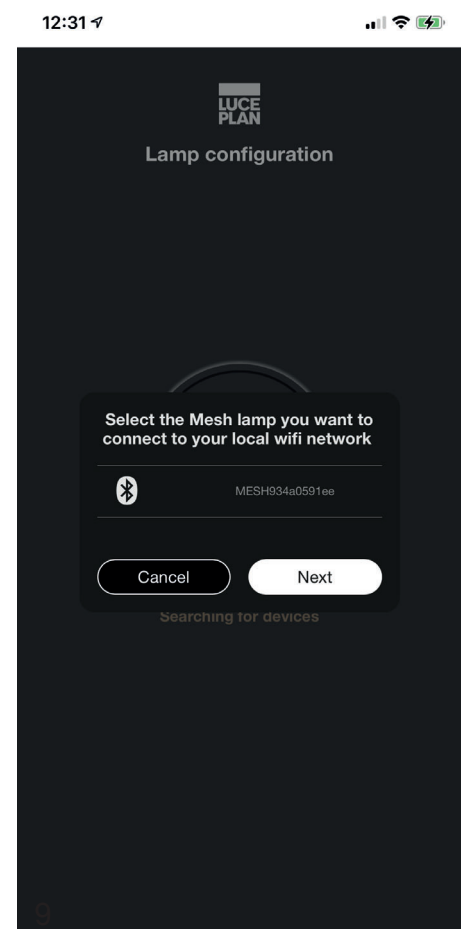 12:31
LUCE
PLAN
Lamp configuration
Select the Mesh lamp you want to
connect to your local wifi network
MESH934a0591ee
Cancel
Next
Searching for devices
9